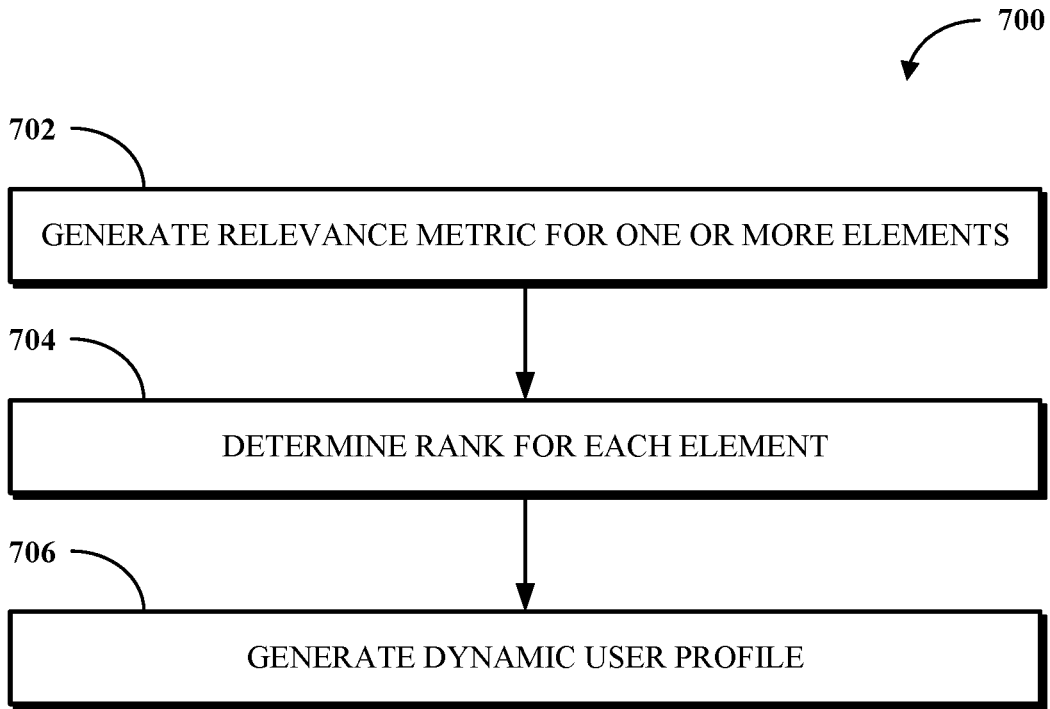 700
702
GENERATE RELEVANCE METRIC FOR ONE OR MORE ELEMENTS
704
DETERMINE RANK FOR EACH ELEMENT
706
GENERATE DYNAMIC USER PROFILE